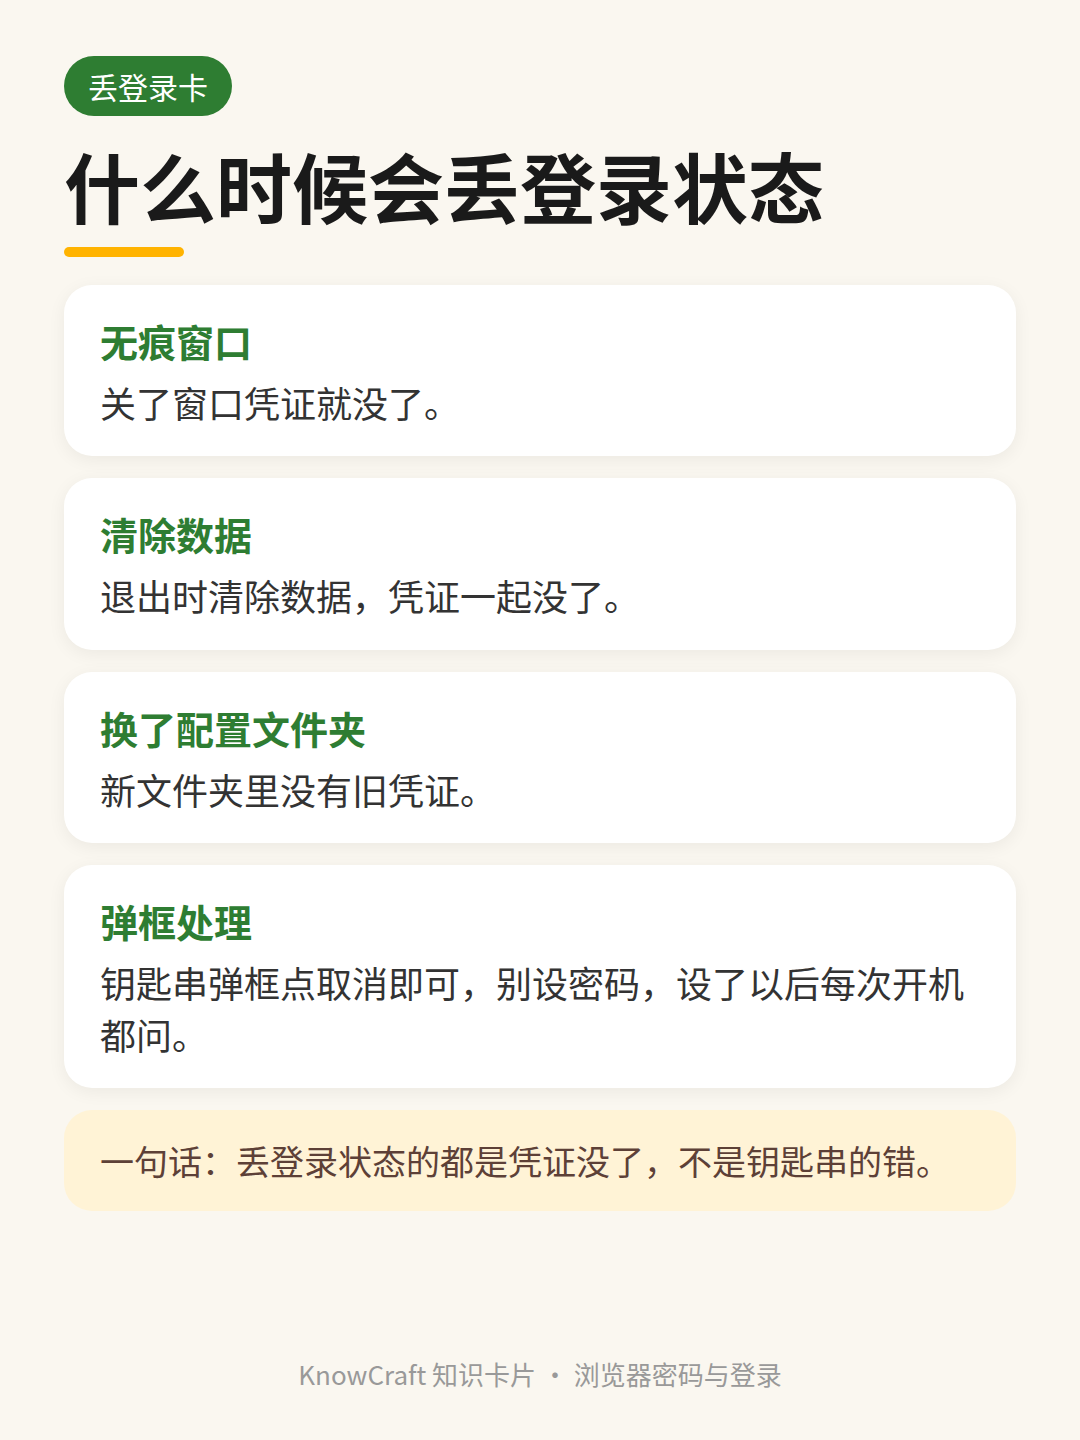 丢登录卡
什么时候会丢登录状态
无痕窗口
关了窗口凭证就没了。
清除数据
退出时清除数据，凭证一起没了。
换了配置文件夹
新文件夹里没有旧凭证。
弹框处理
钥匙串弹框点取消即可，别设密码，设了以后每次开机
都问。
一句话：丢登录状态的都是凭证没了，不是钥匙串的错。
KnowCraft 知识卡片 · 浏览器密码与登录